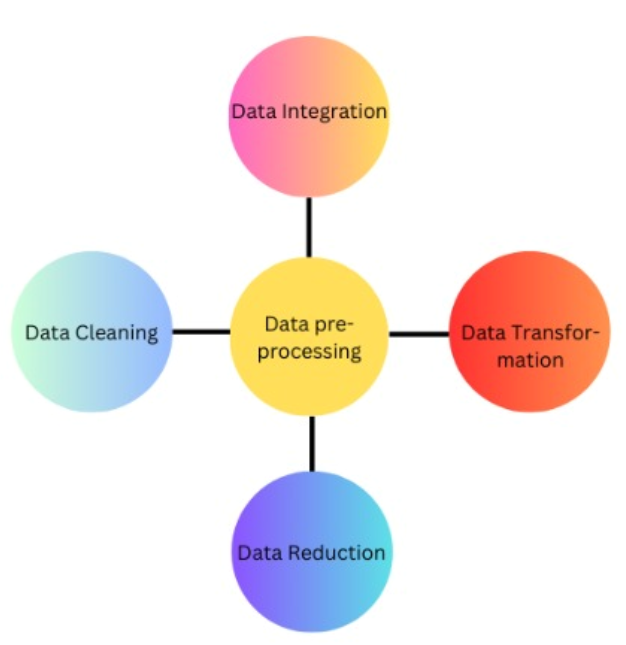 Data Integration
Data Cleaning
Data pre-
processing
Data Transfor-
mation
Data Reduction